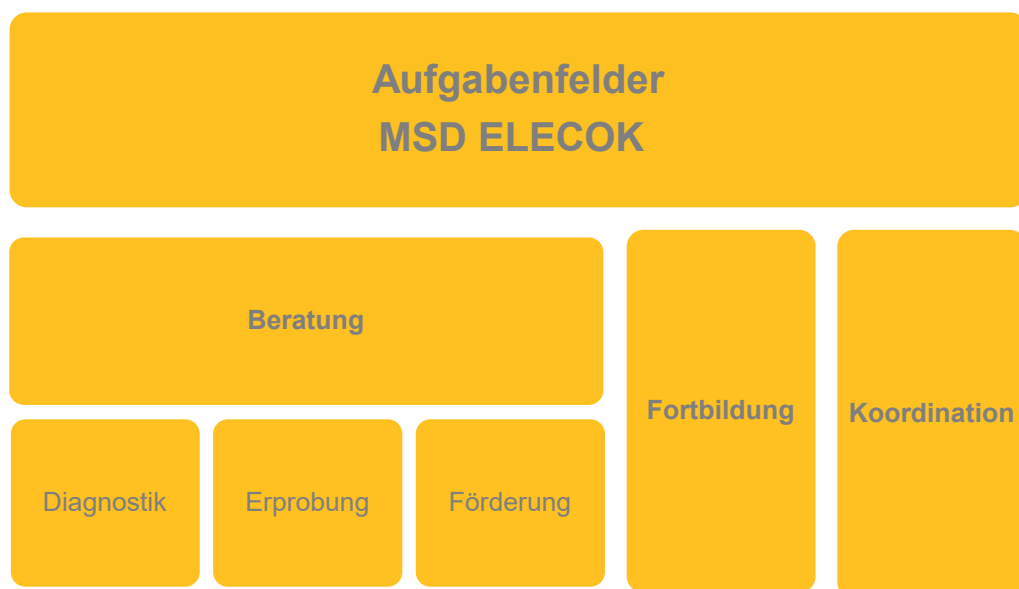 Aufgabenfelder
MSD ELECOK
Beratung
Diagnostik
Erprobung
Förderung
Fortbildung
Koordination